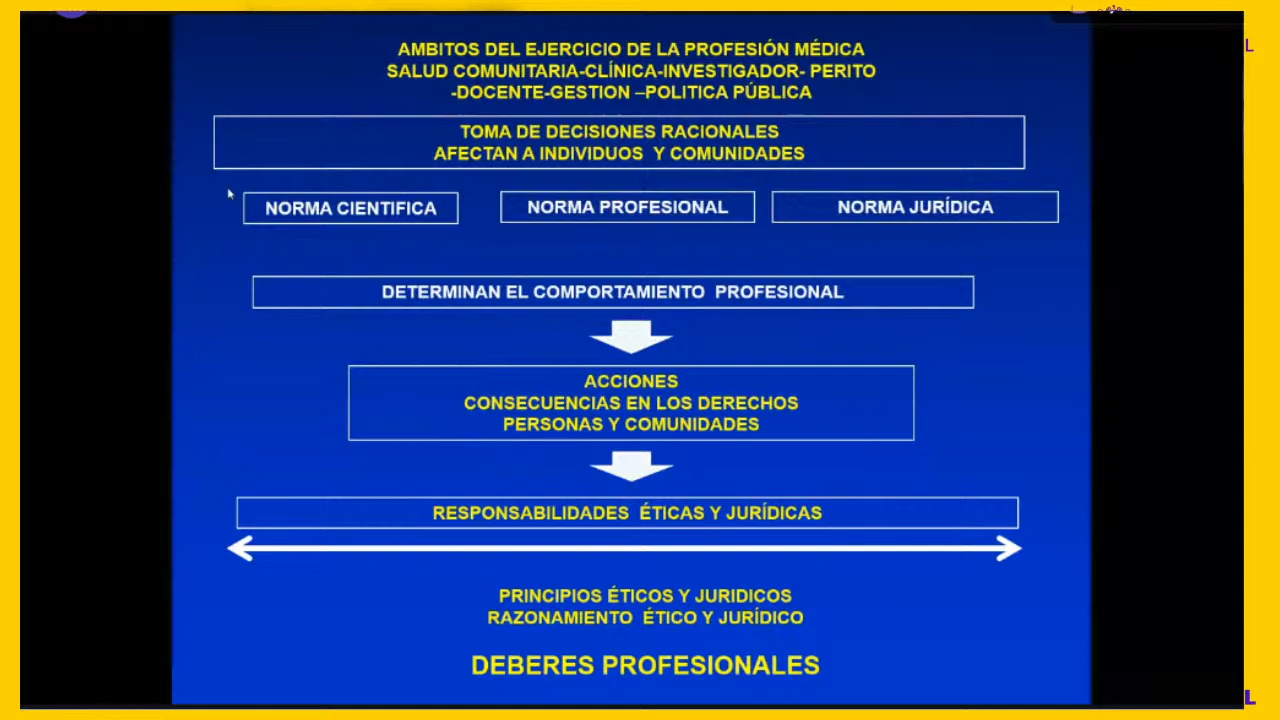 AMBITOS DEL EJERCICIO DE LA PROFESIÓN MÉDICA
SALUD COMUNITARIA-CLÍNICA-INVESTIGADOR- PERITO
-DOCENTE-GESTION –POLITICA PÚBLICA
TOMA DE DECISIONES RACIONALES
AFECTAN A INDIVIDUOS Y COMUNIDADES
NORMA CIENTIFICA
NORMA PROFESIONAL
NORMA JURÍDICA
DETERMINAN EL COMPORTAMIENTO PROFESIONAL
ACCIONES
CONSECUENCIAS EN LOS DERECHOS
PERSONAS Y COMUNIDADES
RESPONSABILIDADES ÉTICAS Y JURÍDICAS
PRINCIPIOS ÉTICOS Y JURIDICOS
RAZONAMIENTO ÉTICO Y JURÍDICO
DEBERES PROFESIONALES
L
L